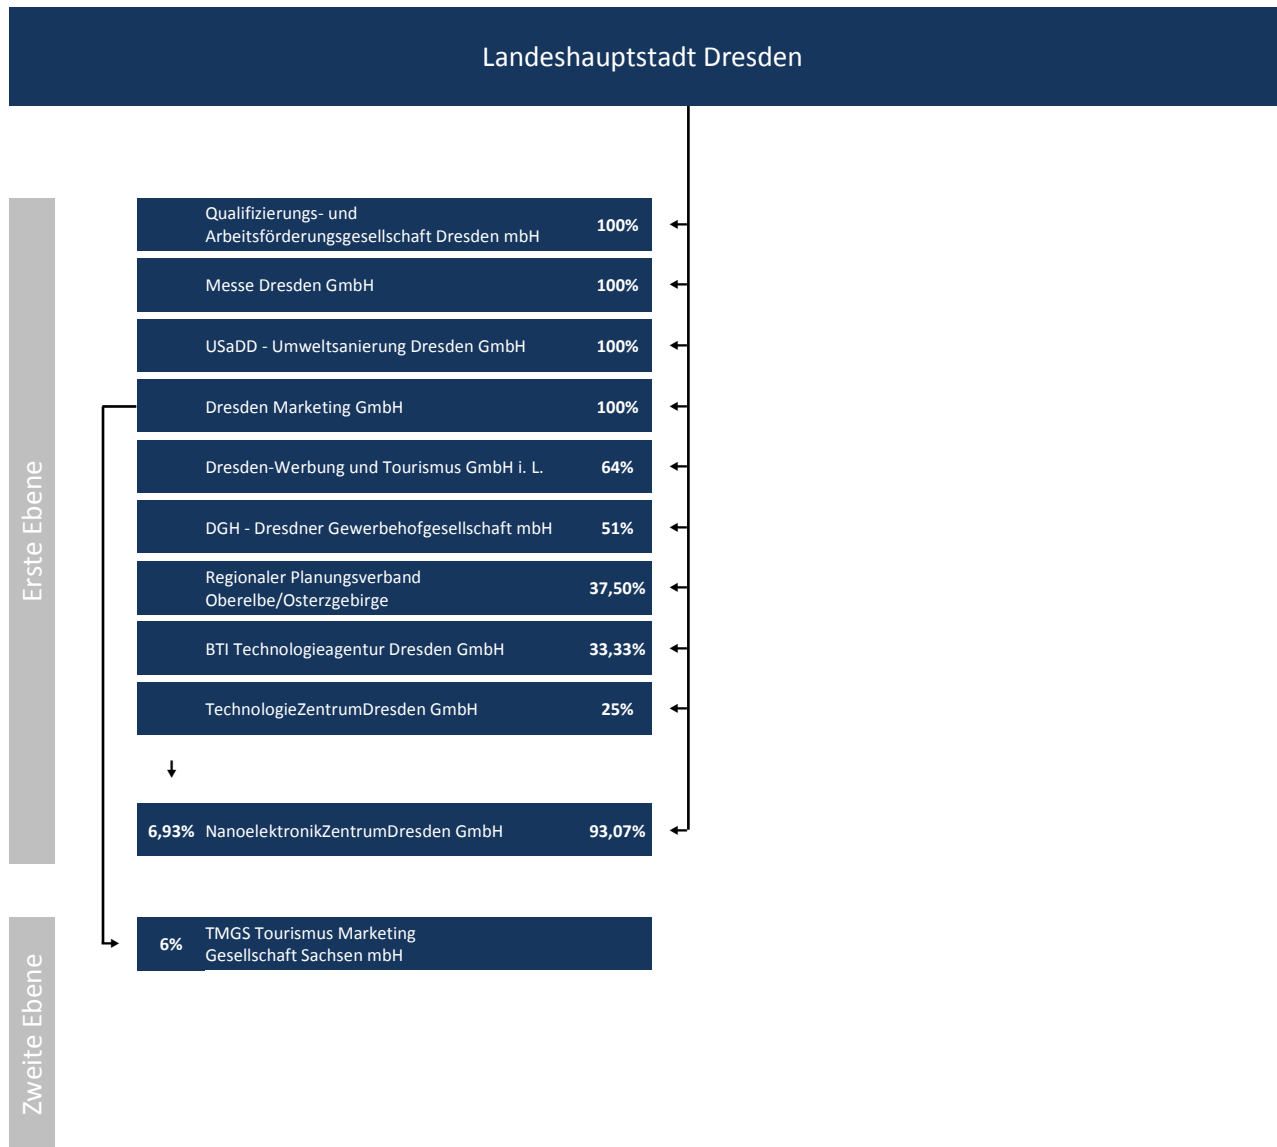 Landeshauptstadt Dresden
Erste Ebene
Qualifizierungs- und
Arbeitsförderungsgesellschaft Dresden mbH 100%
Messe Dresden GmbH 100%
USaDD - Umweltsanierung Dresden GmbH 100%
Dresden Marketing GmbH 100%
Dresden-Werbung und Tourismus GmbH i. L. 64%
DGH - Dresdner Gewerbehofgesellschaft mbH 51%
Regionaler Planungsverband
Oberelbe/Osterzgebirge 37,50%
BTI Technologieagentur Dresden GmbH 33,33%
TechnologieZentrumDresden GmbH 25%
6,93% NanoelektronikZentrumDresden GmbH 93,07%
Zweite Ebene
6% TMGS Tourismus Marketing
Gesellschaft Sachsen mbH